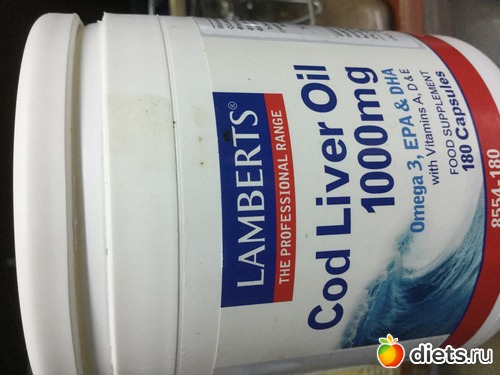 LAMBERTS®
THE PROFESSIONAL RANGE
Cod Liver Oil
1000mg
Omega 3, EPA & DHA
with Vitamins A, D & E
FOOD SUPPLEMENT
180 Capsules
8554-180
diets.ru